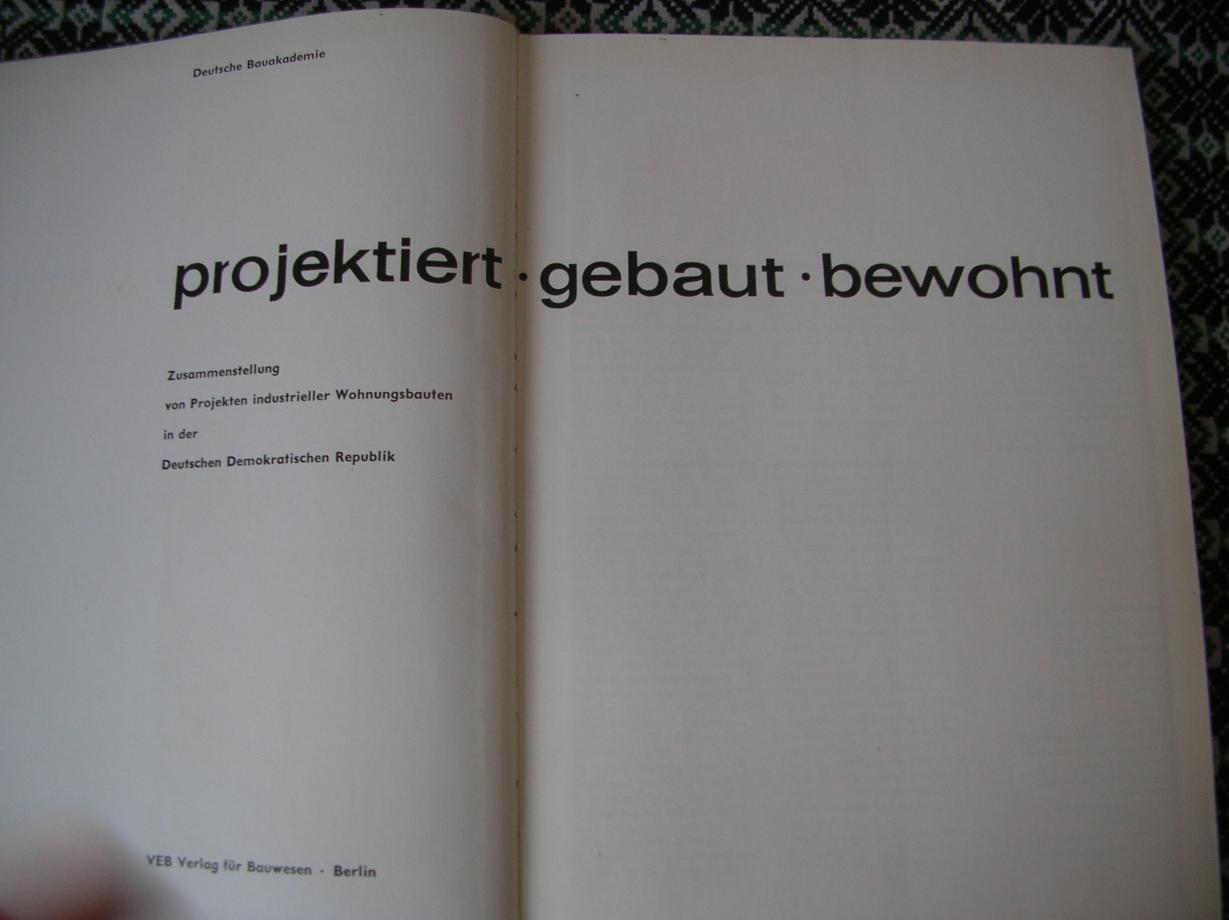 Deutsche Bauakademie
projektiert · gebaut · bewohnt
Zusammenstellung
von Projekten industrieller Wohnungsbauten
in der
Deutschen Demokratischen Republik
VEB Verlag für Bauwesen · Berlin